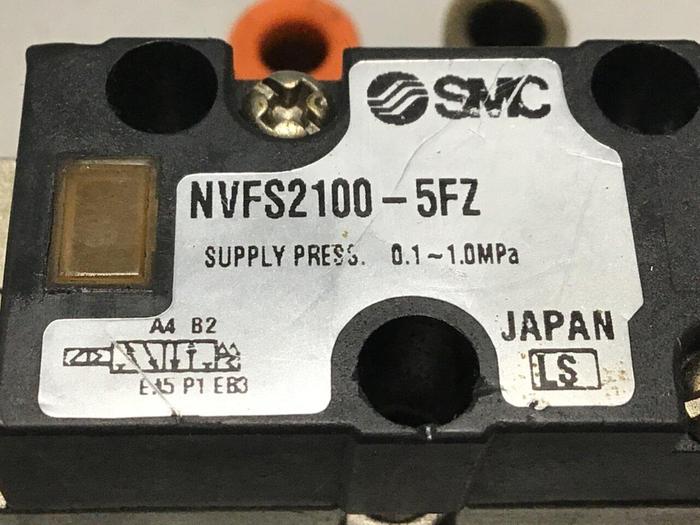 SMC
NVFS2100-5FZ
SUPPLY PRESS. 0.1~1.0MPa
A4 B2
EA5 P1 EB3
JAPAN
LS